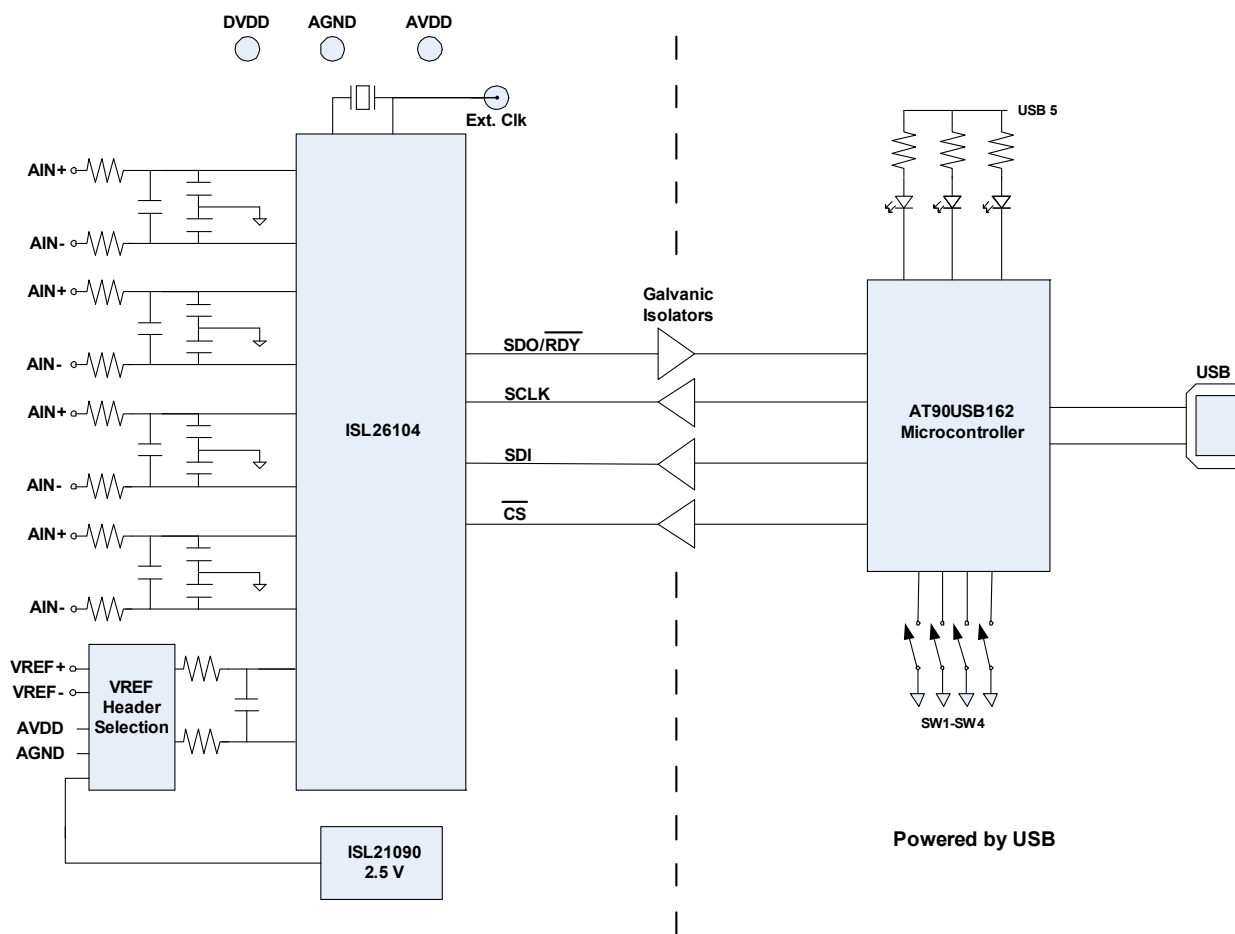 DVDD AGND AVDD
Ext. Clk
USB 5
AIN+
AIN-
AIN+
AIN-
AIN+
AIN-
AIN+
AIN-
VREF+
VREF-
AVDD
AGND
VREF
Header
Selection
ISL26104
ISL21090
2.5 V
Galvanic
Isolators
SDO/RDY
SCLK
SDI
CS
AT90USB162
Microcontroller
USB
SW1-SW4
Powered by USB